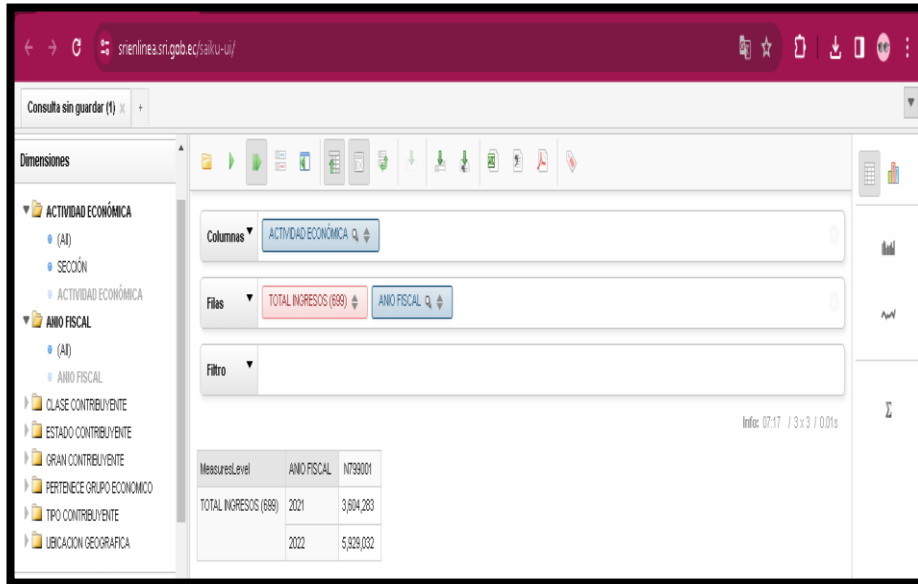 srienlinea.sri.gob.ec/saiku-ui/
Consulta sin guardar (1) × +
Dimensiones
ACTIVIDAD ECONÓMICA
(All)
SECCIÓN
ACTIVIDAD ECONÓMICA
ANIO FISCAL
(All)
ANIO FISCAL
CLASE CONTRIBUYENTE
ESTADO CONTRIBUYENTE
GRAN CONTRIBUYENTE
PERTENECE GRUPO ECONOMICO
TIPO CONTRIBUYENTE
UBICACION GEOGRAFICA
Columnas ACTIVIDAD ECONÓMICA
Filas TOTAL INGRESOS (699) ANIO FISCAL
Filtro
Info: 07:17 / 3 x 3 / 0.01s
Σ
MeasuresLevel ANIO FISCAL N799001
TOTAL INGRESOS (699) 2021 3,604,283
2022 5,929,032